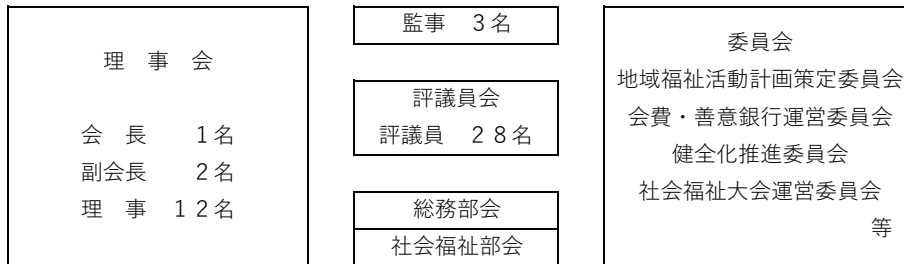 理　事　会
会　長　　1名
副会長　　2名
理　事　１２名
監事　3名
評議員会
評議員　２８名
総務部会
社会福祉部会
委員会
地域福祉活動計画策定委員会
会費・善意銀行運営委員会
健全化推進委員会
社会福祉大会運営委員会
等